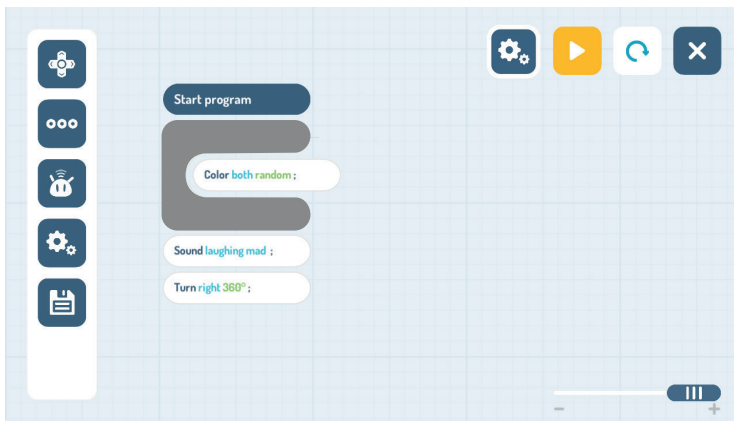 Start program
Color both random ;
Sound laughing mad ;
Turn right 360° ;
- +